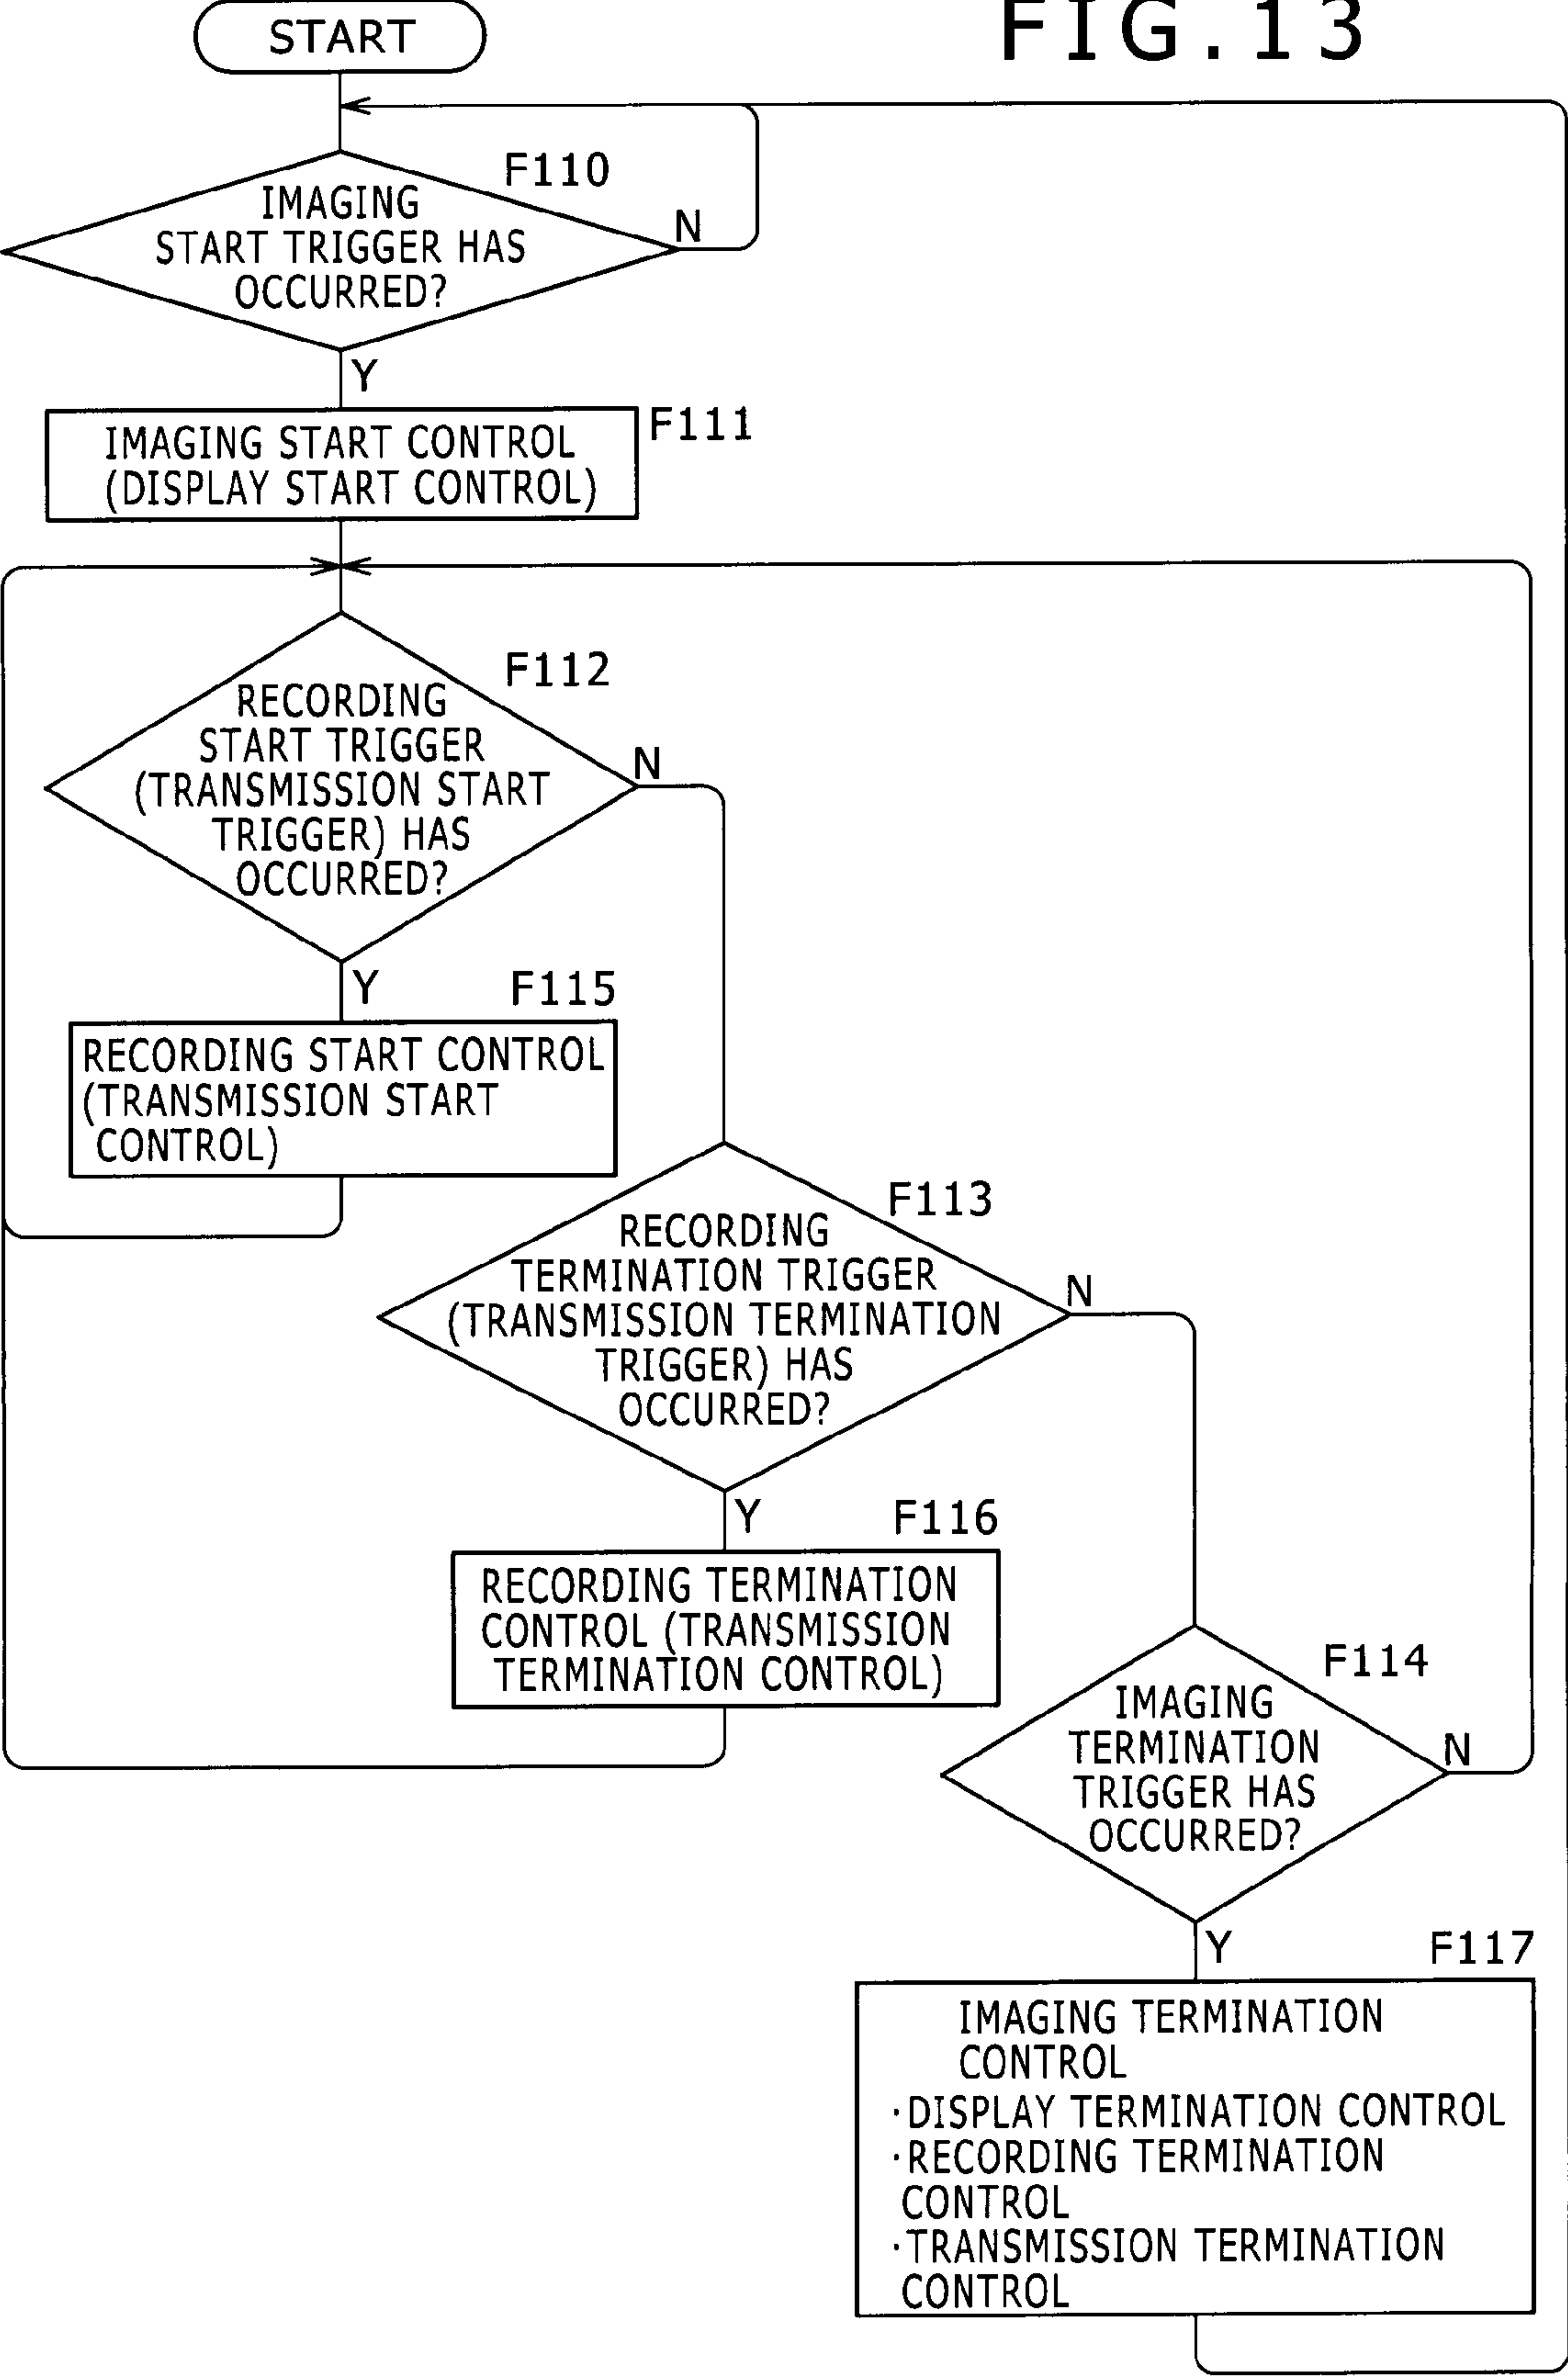 FIG.13
START
F110
IMAGING
START TRIGGER HAS
OCCURRED?
N
Y
F111
IMAGING START CONTROL
(DISPLAY START CONTROL)
F112
RECORDING
START TRIGGER
(TRANSMISSION START
TRIGGER) HAS
OCCURRED?
N
Y
F115
RECORDING START CONTROL
(TRANSMISSION START
CONTROL)
F113
RECORDING
TERMINATION TRIGGER
(TRANSMISSION TERMINATION
TRIGGER) HAS
OCCURRED?
N
Y
F116
RECORDING TERMINATION
CONTROL (TRANSMISSION
TERMINATION CONTROL)
F114
IMAGING
TERMINATION
TRIGGER HAS
OCCURRED?
N
Y
F117
IMAGING TERMINATION
CONTROL
·DISPLAY TERMINATION CONTROL
·RECORDING TERMINATION
CONTROL
·TRANSMISSION TERMINATION
CONTROL